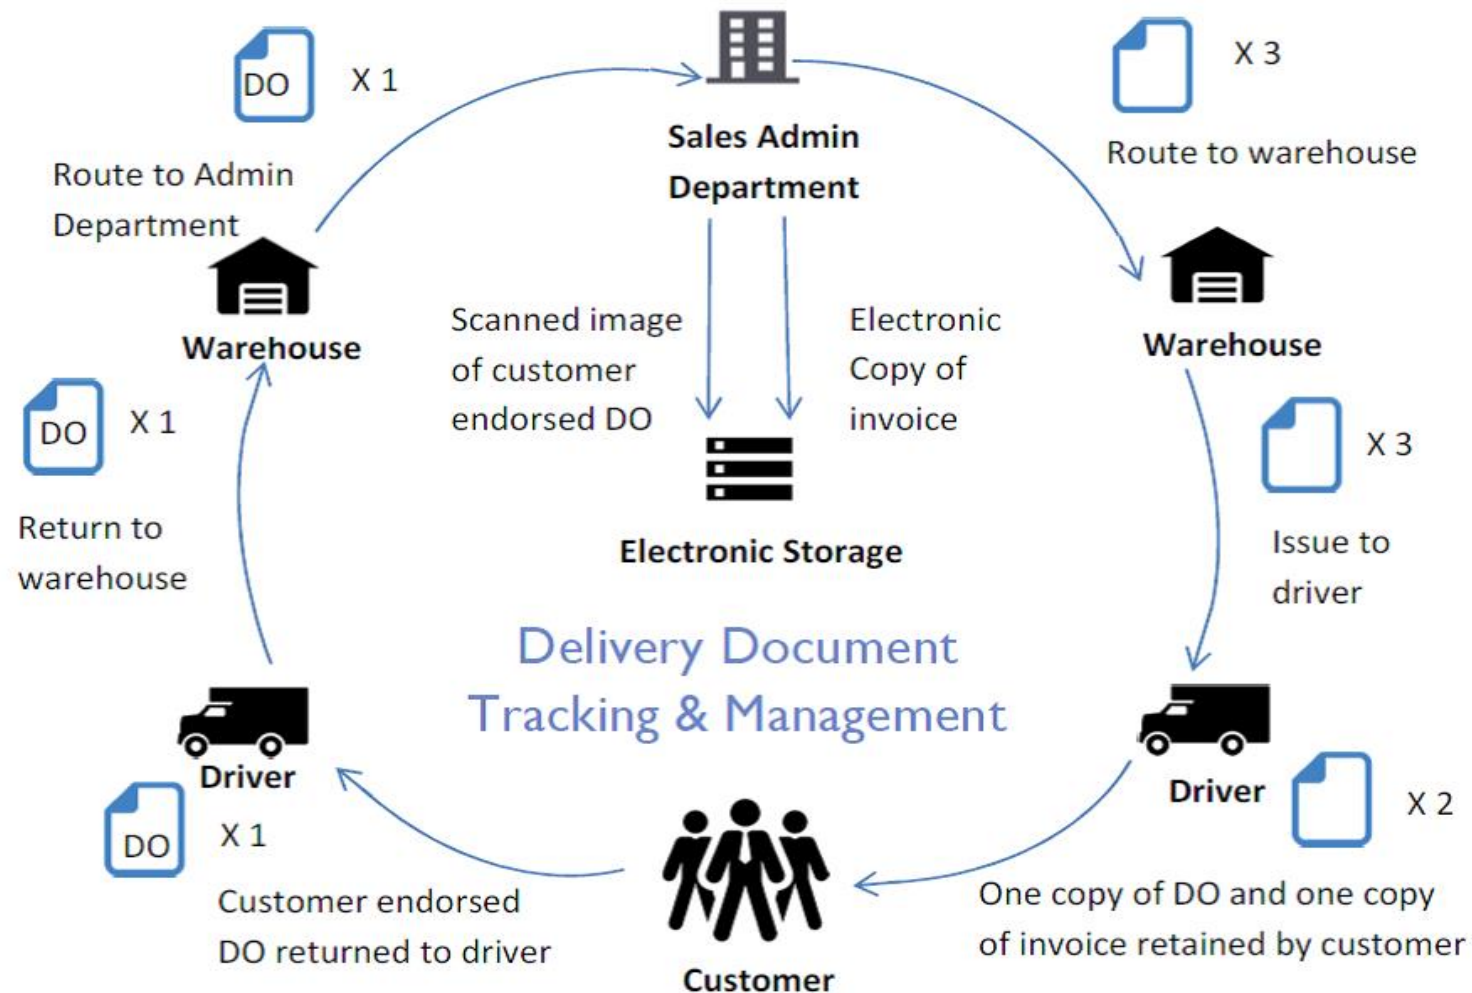 X 3
Route to warehouse
DO
X 1
Route to Admin
Department
Sales Admin
Department
Warehouse
Warehouse
Scanned image
of customer
endorsed DO
Electronic
Copy of
invoice
Electronic Storage
X 3
Issue to
driver
DO
X 1
Return to
warehouse
Delivery Document
Tracking & Management
Driver
Driver
X 2
One copy of DO and one copy
of invoice retained by customer
DO
X 1
Customer endorsed
DO returned to driver
Customer